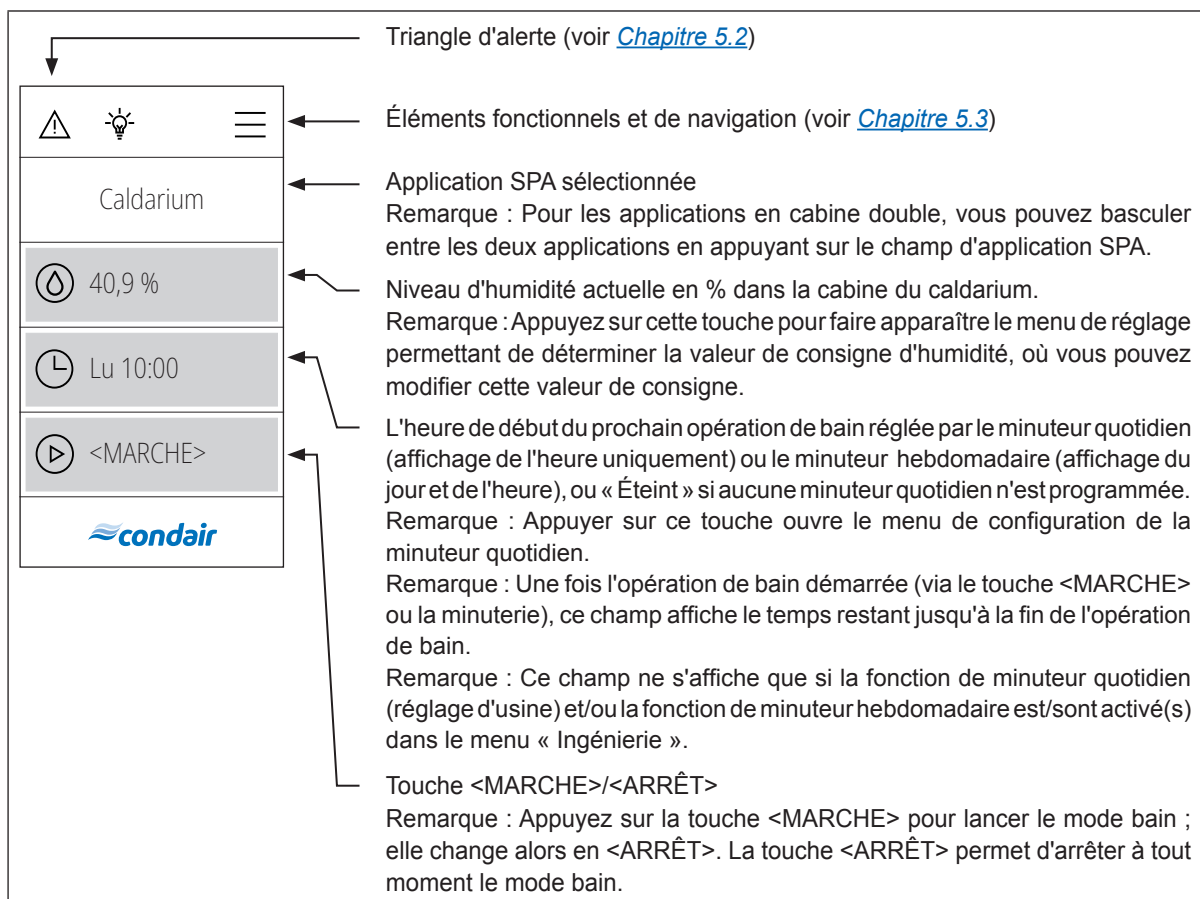 Triangle d'alerte (voir Chapitre 5.2)
Éléments fonctionnels et de navigation (voir Chapitre 5.3)
Caldarium
Application SPA sélectionnée
Remarque : Pour les applications en cabine double, vous pouvez basculer
entre les deux applications en appuyant sur le champ d'application SPA.
40,9 %
Niveau d'humidité actuelle en % dans la cabine du caldarium.
Remarque : Appuyez sur cette touche pour faire apparaître le menu de réglage
permettant de déterminer la valeur de consigne d'humidité, où vous pouvez
modifier cette valeur de consigne.
Lu 10:00
L'heure de début du prochain opération de bain réglée par le minuteur quotidien
(affichage de l'heure uniquement) ou le minuteur hebdomadaire (affichage du
jour et de l'heure), ou « Éteint » si aucune minuteur quotidien n'est programmée.
Remarque : Appuyer sur ce touche ouvre le menu de configuration de la
minuteur quotidien.
Remarque : Une fois l'opération de bain démarrée (via le touche <MARCHE>
ou la minuterie), ce champ affiche le temps restant jusqu'à la fin de l'opération
de bain.
Remarque : Ce champ ne s'affiche que si la fonction de minuteur quotidien
(réglage d'usine) et/ou la fonction de minuteur hebdomadaire est/sont activé(s)
dans le menu « Ingénierie ».
<MARCHE>
Touche <MARCHE>/<ARRÊT>
Remarque : Appuyez sur la touche <MARCHE> pour lancer le mode bain ;
elle change alors en <ARRÊT>. La touche <ARRÊT> permet d'arrêter à tout
moment le mode bain.
condair